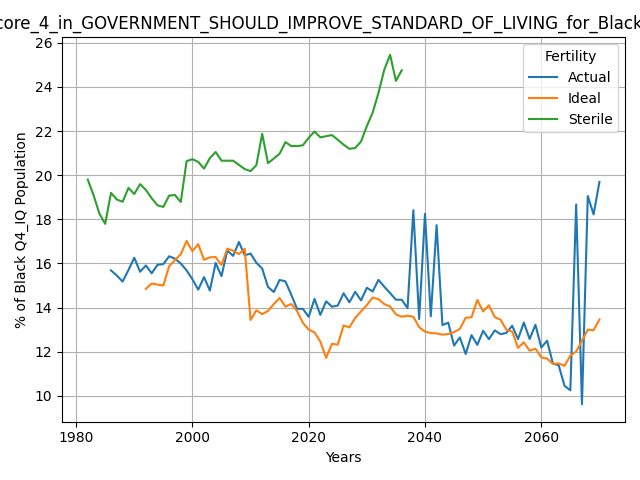 core_4_in_GOVERNMENT_SHOULD_IMPROVE_STANDARD_OF_LIVING_for_Black
Fertility
Actual
Ideal
Sterile
% of Black Q4_IQ Population
26
24
22
20
18
16
14
12
10
1980
2000
2020
2040
2060
Years